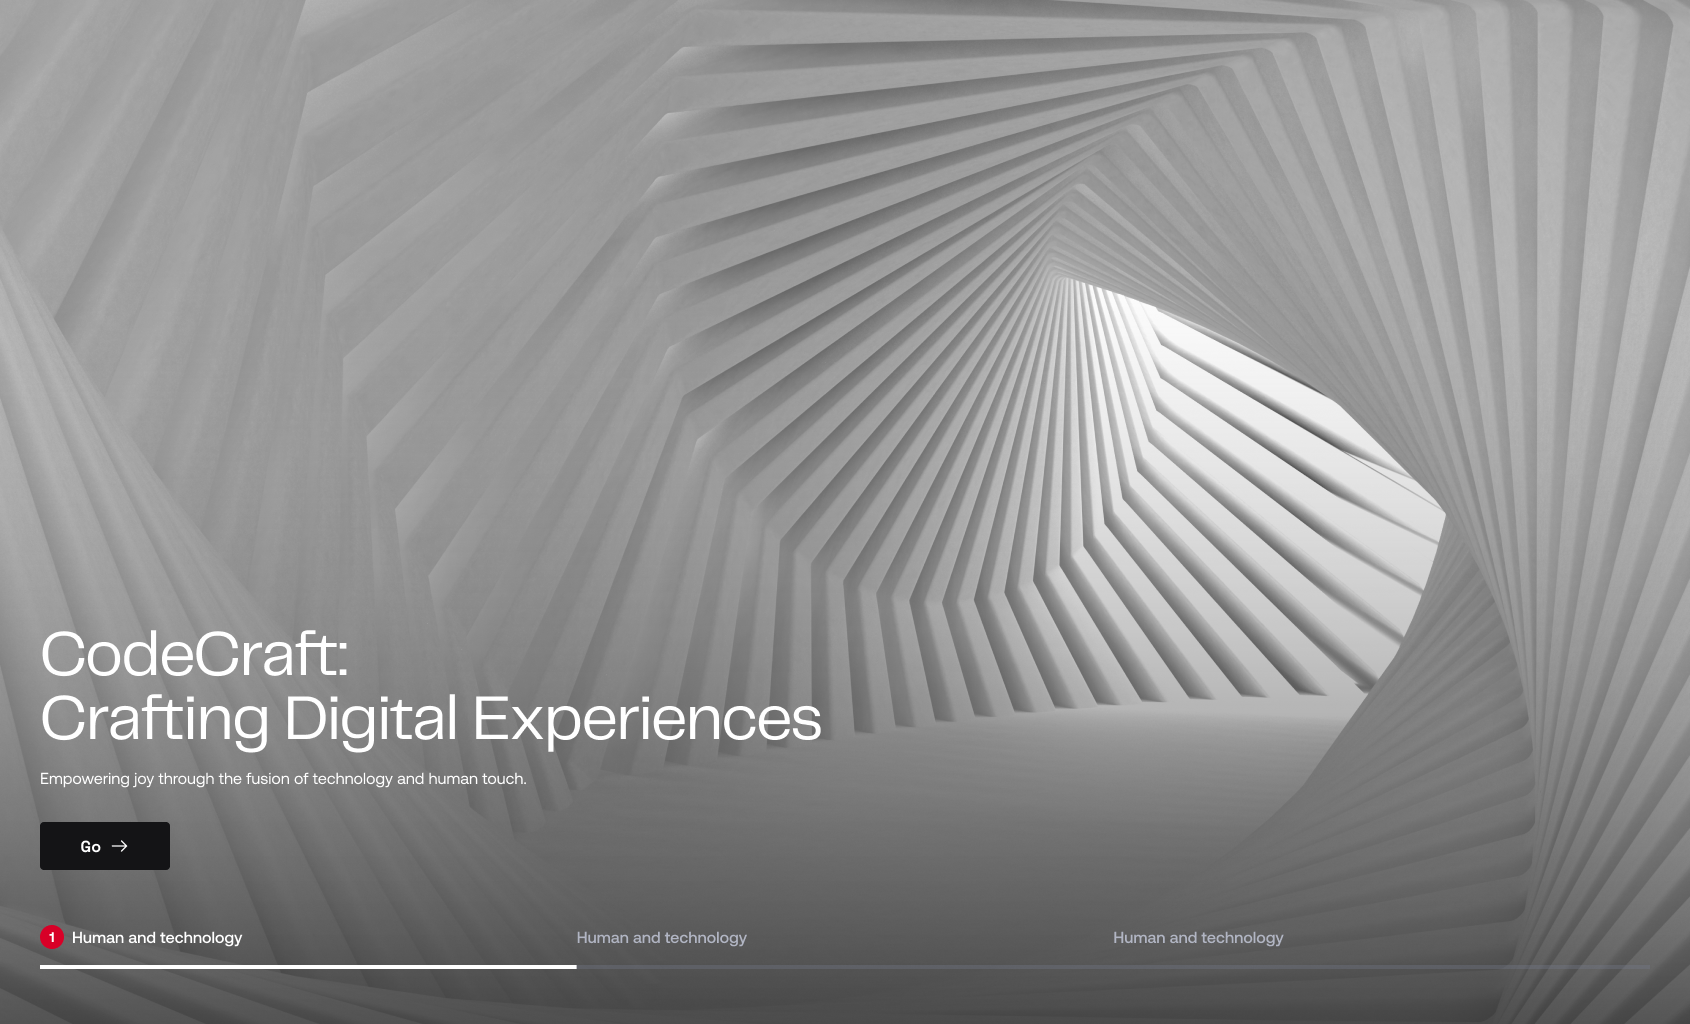 CodeCraft:
Crafting Digital Experiences
Empowering joy through the fusion of technology and human touch.
Go
1 Human and technology
Human and technology
Human and technology